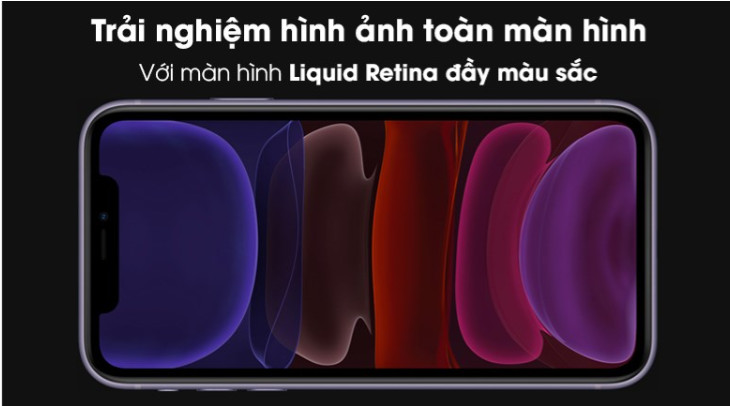 Trải nghiệm hình ảnh toàn màn hình
Với màn hình Liquid Retina đầy màu sắc